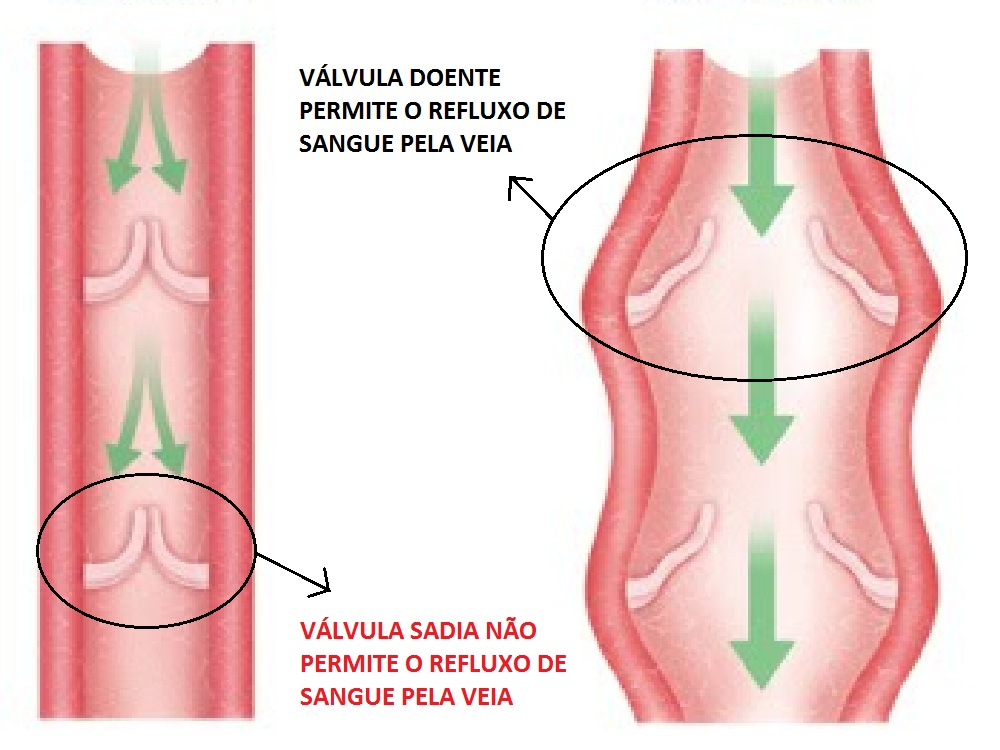 VÁLVULA DOENTE
PERMITE O REFLUXO DE
SANGUE PELA VEIA
VÁLVULA SADIA NÃO
PERMITE O REFLUXO DE
SANGUE PELA VEIA